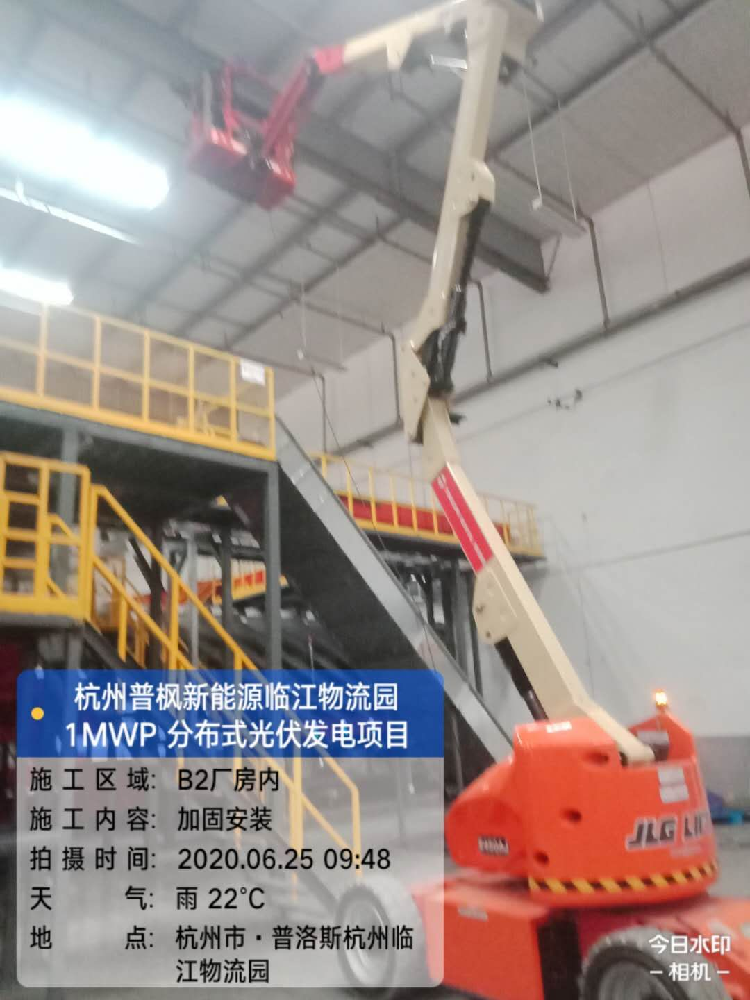 杭州普枫新能源临江物流园
1MWP 分布式光伏发电项目
施工区域: B2厂房内
施工内容: 加固安装
拍摄时间: 2020.06.25 09:48
天气: 雨 22°C
地点: 杭州市·普洛斯杭州临
江物流园
JLG
今日水印
相机